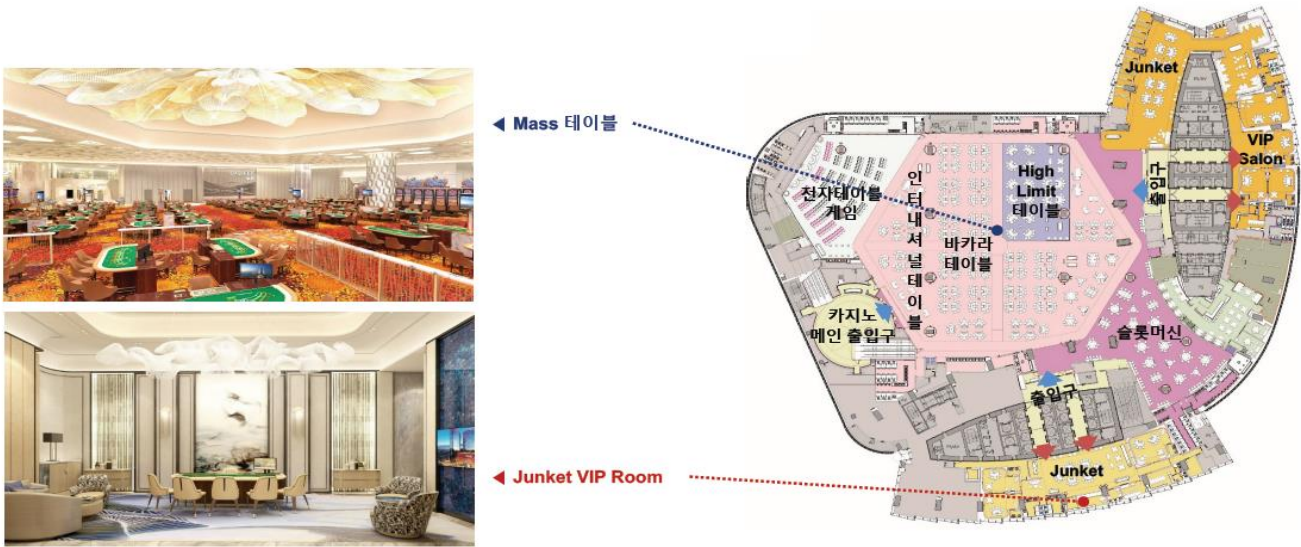 ◀ Mass 테이블
◀ Junket VIP Room
Junket
VIP
Salon
출입구
High
Limit
테이블
인터내셔널테이블
전자테이블
게임
바카라
테이블
카지노
메인 출입구
슬롯머신
출입구
Junket